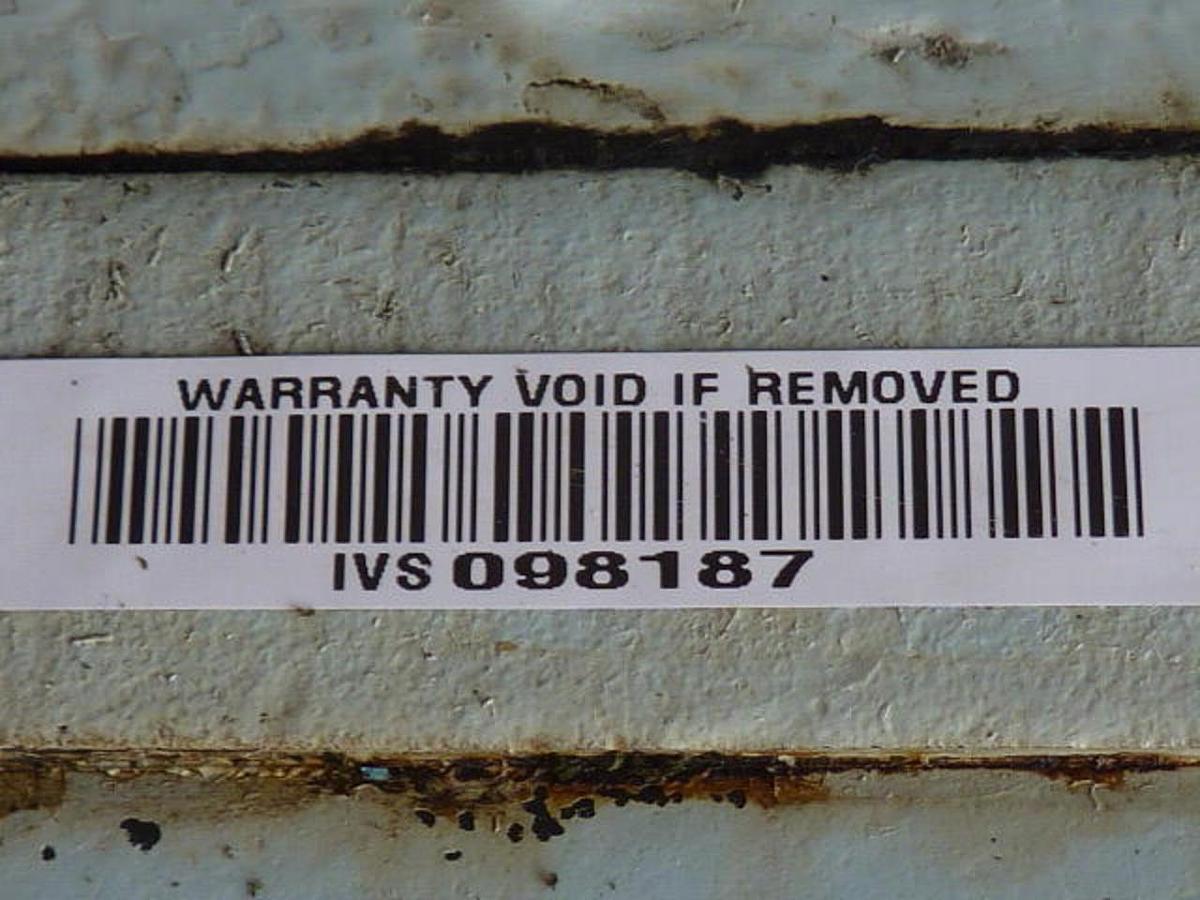 WARRANTY VOID IF REMOVED
IVS 098187